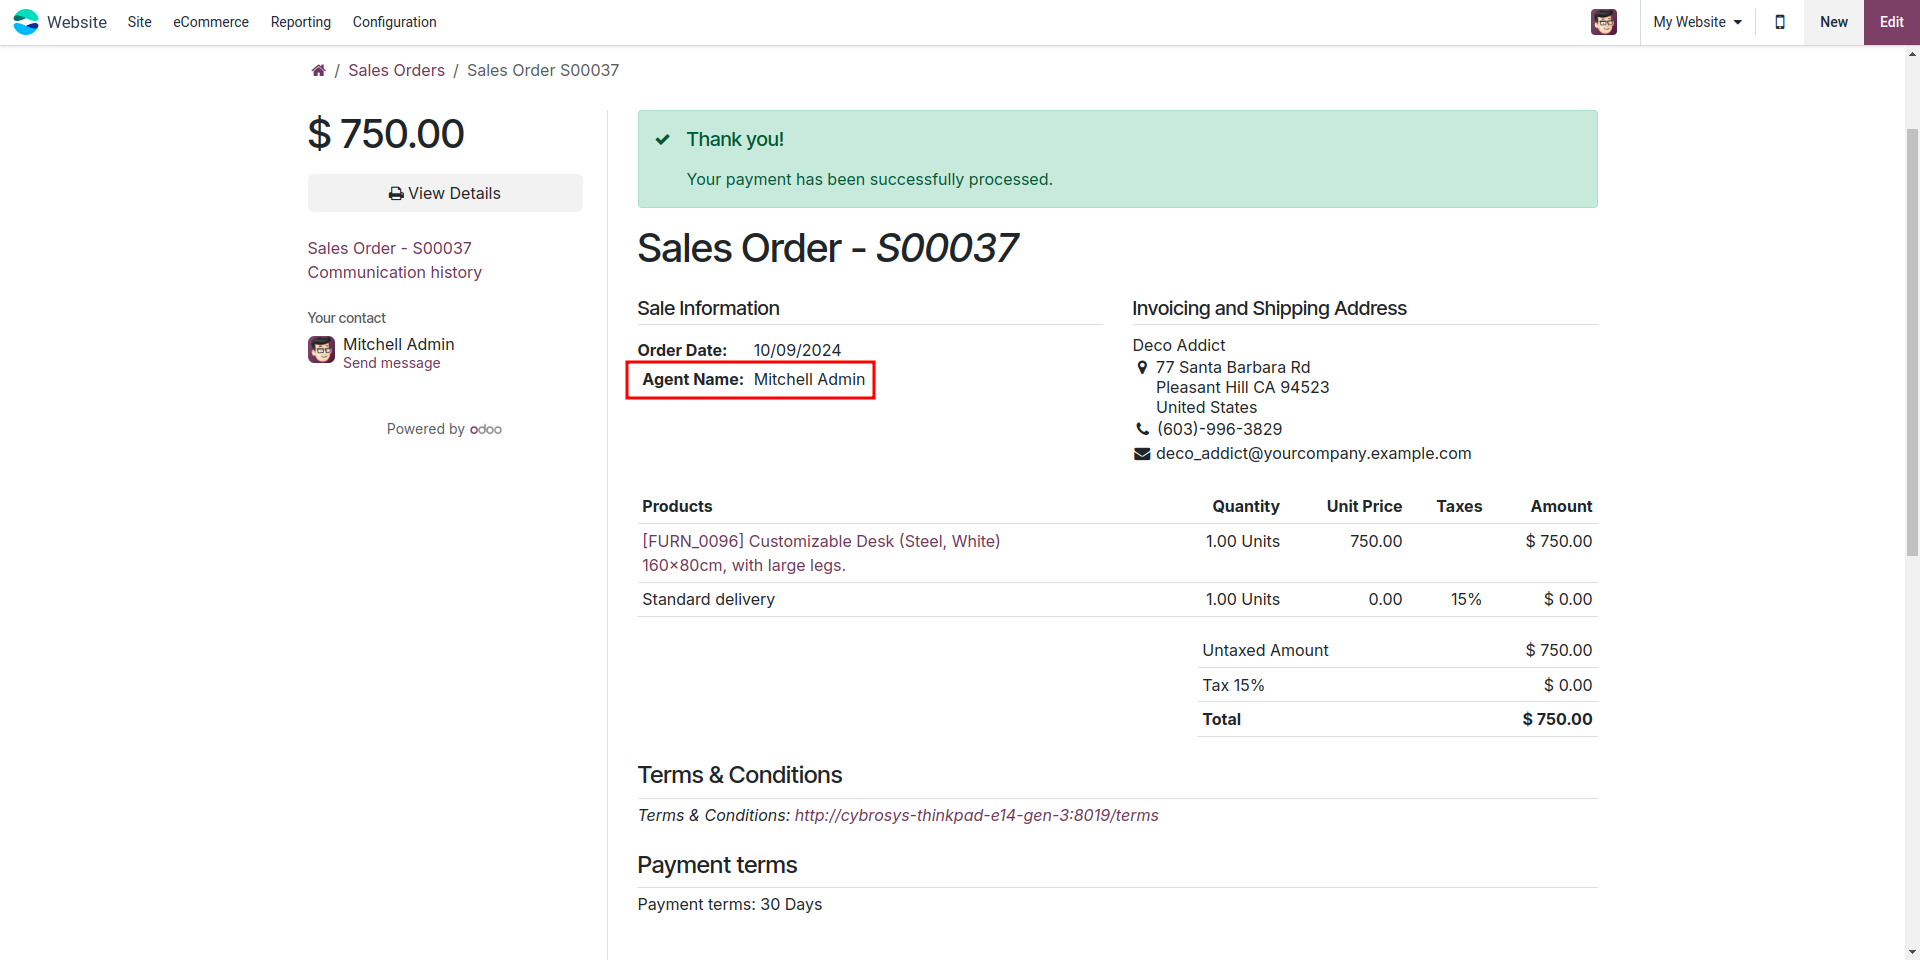 Website Site eCommerce Reporting Configuration My Website New Edit
/ Sales Orders / Sales Order S00037
$ 750.00
View Details
Sales Order - S00037
Communication history
Your contact
Mitchell Admin
Send message
Powered by odoo
Thank you!
Your payment has been successfully processed.
Sales Order - S00037
Sale Information
Order Date: 10/09/2024
Agent Name: Mitchell Admin
Invoicing and Shipping Address
Deco Addict
77 Santa Barbara Rd
Pleasant Hill CA 94523
United States
(603)-996-3829
deco_addict@yourcompany.example.com
Products Quantity Unit Price Taxes Amount
[FURN_0096] Customizable Desk (Steel, White) 1.00 Units 750.00 $ 750.00
160x80cm, with large legs.
Standard delivery 1.00 Units 0.00 15% $ 0.00
Untaxed Amount $ 750.00
Tax 15% $ 0.00
Total $ 750.00
Terms & Conditions
Terms & Conditions: http://cybrosys-thinkpad-e14-gen-3:8019/terms
Payment terms
Payment terms: 30 Days